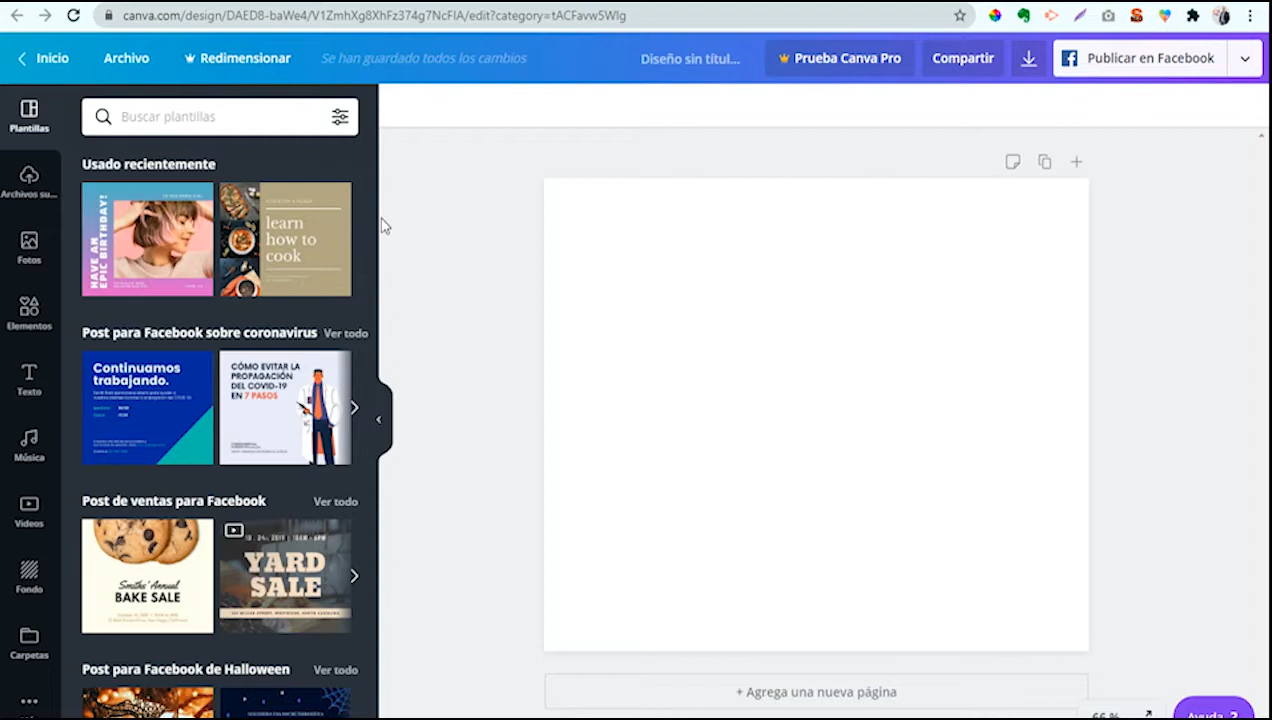 canva.com/design/DAED8-baWe4/V1ZmhXg8XhFz374g7NcFIA/edit?category=tACFavw5WIg
Inicio
Archivo
Redimensionar
Se han guardado todos los cambios
Diseño sin títul...
Prueba Canva Pro
Compartir
Publicar en Facebook
Plantillas
Archivos su...
Fotos
Elementos
Texto
Música
Videos
Fondo
Carpetas
Buscar plantillas
Usado recientemente
HAVE AN
EPIC BIRTHDAY!
learn
how to
cook
Post para Facebook sobre coronavirus
Ver todo
Continuamos
trabajando.
CÓMO EVITAR LA
PROPAGACIÓN
DEL COVID-19
EN 7 PASOS
Post de ventas para Facebook
Ver todo
Smiths' Annual
BAKE SALE
YARD
SALE
Post para Facebook de Halloween
Ver todo
+ Agrega una nueva página
66 %
Ayuda ?